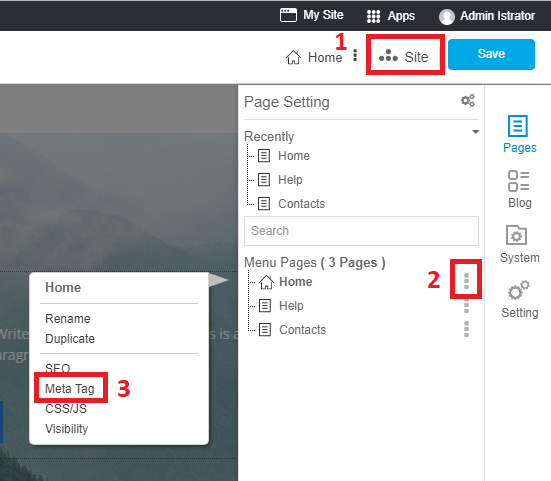 My Site Apps Admin Istrator
1
Home Site Save
Page Setting
Recently
Home
Help
Contacts
Search
Menu Pages ( 3 Pages )
Home
2
Help
Contacts
Pages
Blog
System
Setting
Home
Rename
Duplicate
SEO
Meta Tag
3
CSS/JS
Visibility
Write
s is a
aragr